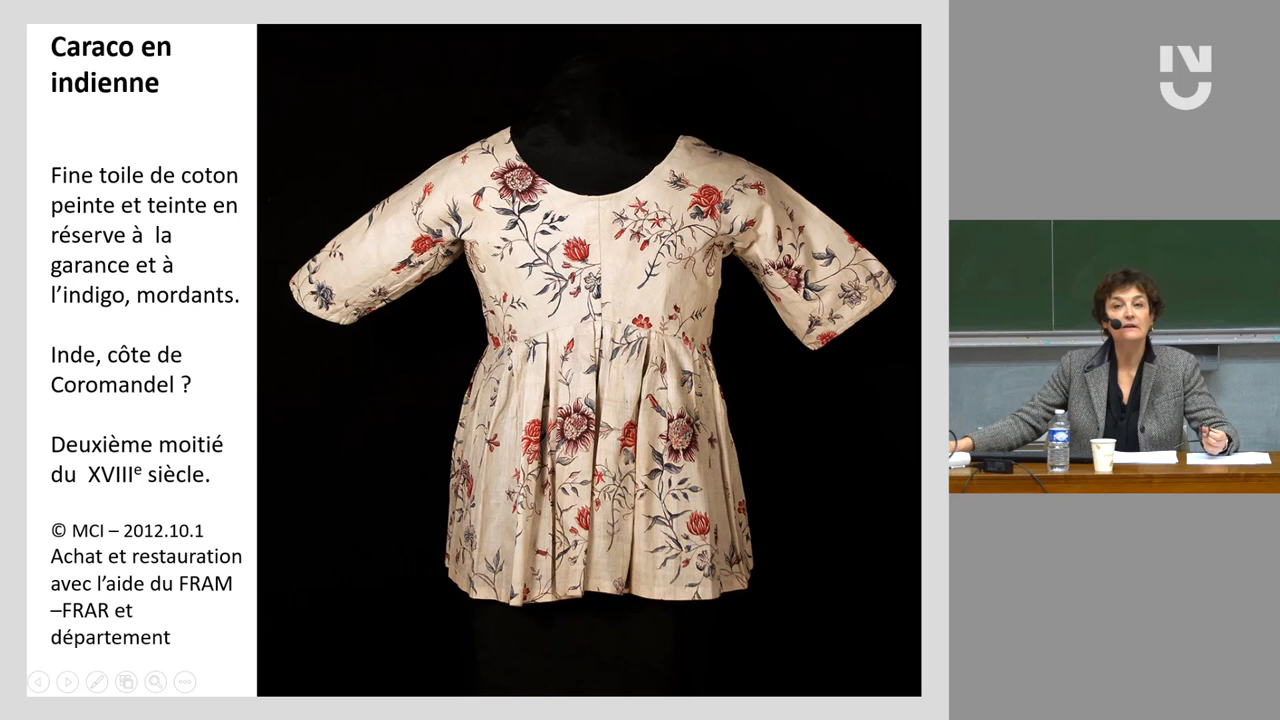 Caraco en
indienne
Fine toile de coton
peinte et teinte en
réserve à  la
garance et à
l’indigo, mordants.
Inde, côte de
Coromandel ?
Deuxième moitié
du  XVIIIe siècle.
© MCI – 2012.10.1
Achat et restauration
avec l’aide du FRAM
–FRAR et
département